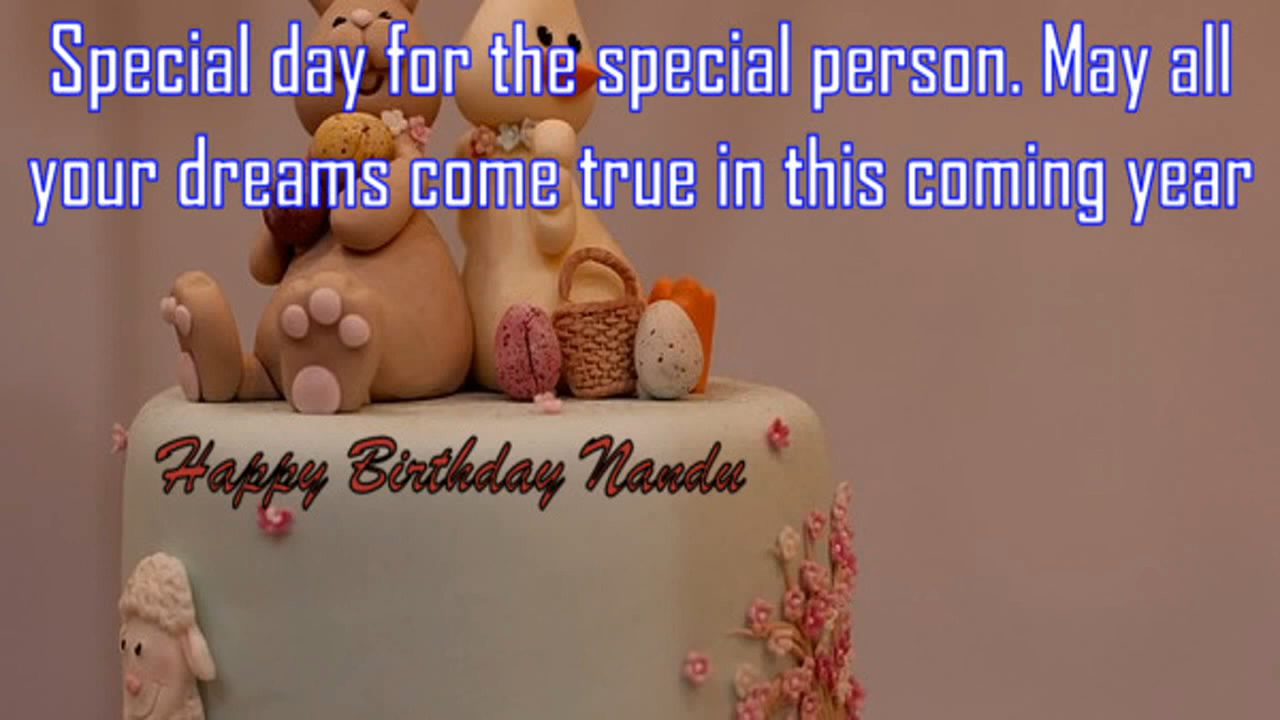 Special day for the special person. May all
your dreams come true in this coming year
Happy Birthday Nandu